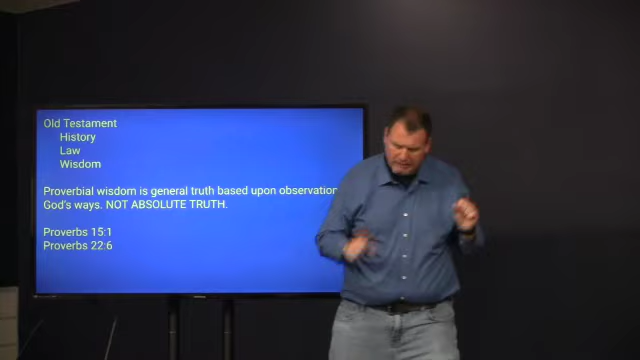 Old Testament
History
Law
Wisdom
Proverbial wisdom is general truth based upon observation
God's ways. NOT ABSOLUTE TRUTH.
Proverbs 15:1
Proverbs 22:6